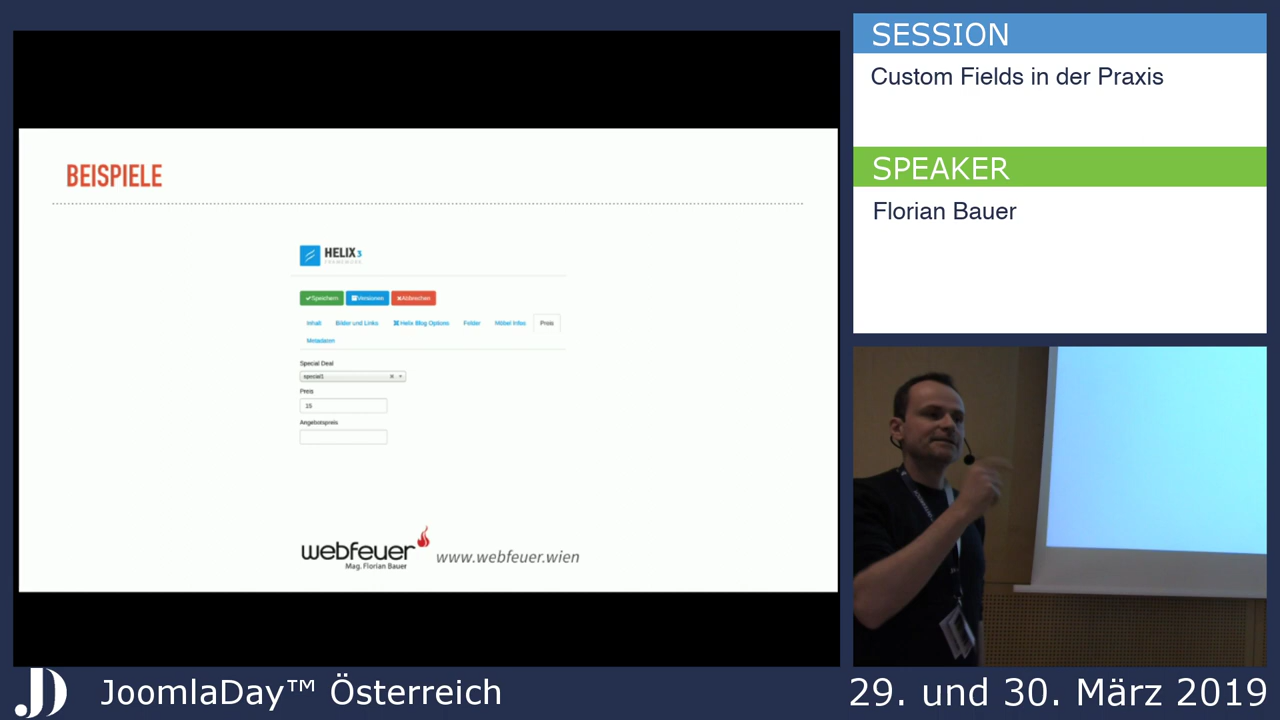 SESSION
Custom Fields in der Praxis
SPEAKER
Florian Bauer
BEISPIELE
HELIX3
FRAMEWORK
Speichern Versionen Abbrechen
Inhalt Bilder und Links Helix Blog Options Felder Möbel Infos Preis
Metadaten
Special Deal
special1
Preis
15
Angebotspreis
webfeuer
Mag. Florian Bauer
www.webfeuer.wien
JD JoomlaDay™ Österreich
29. und 30. März 2019